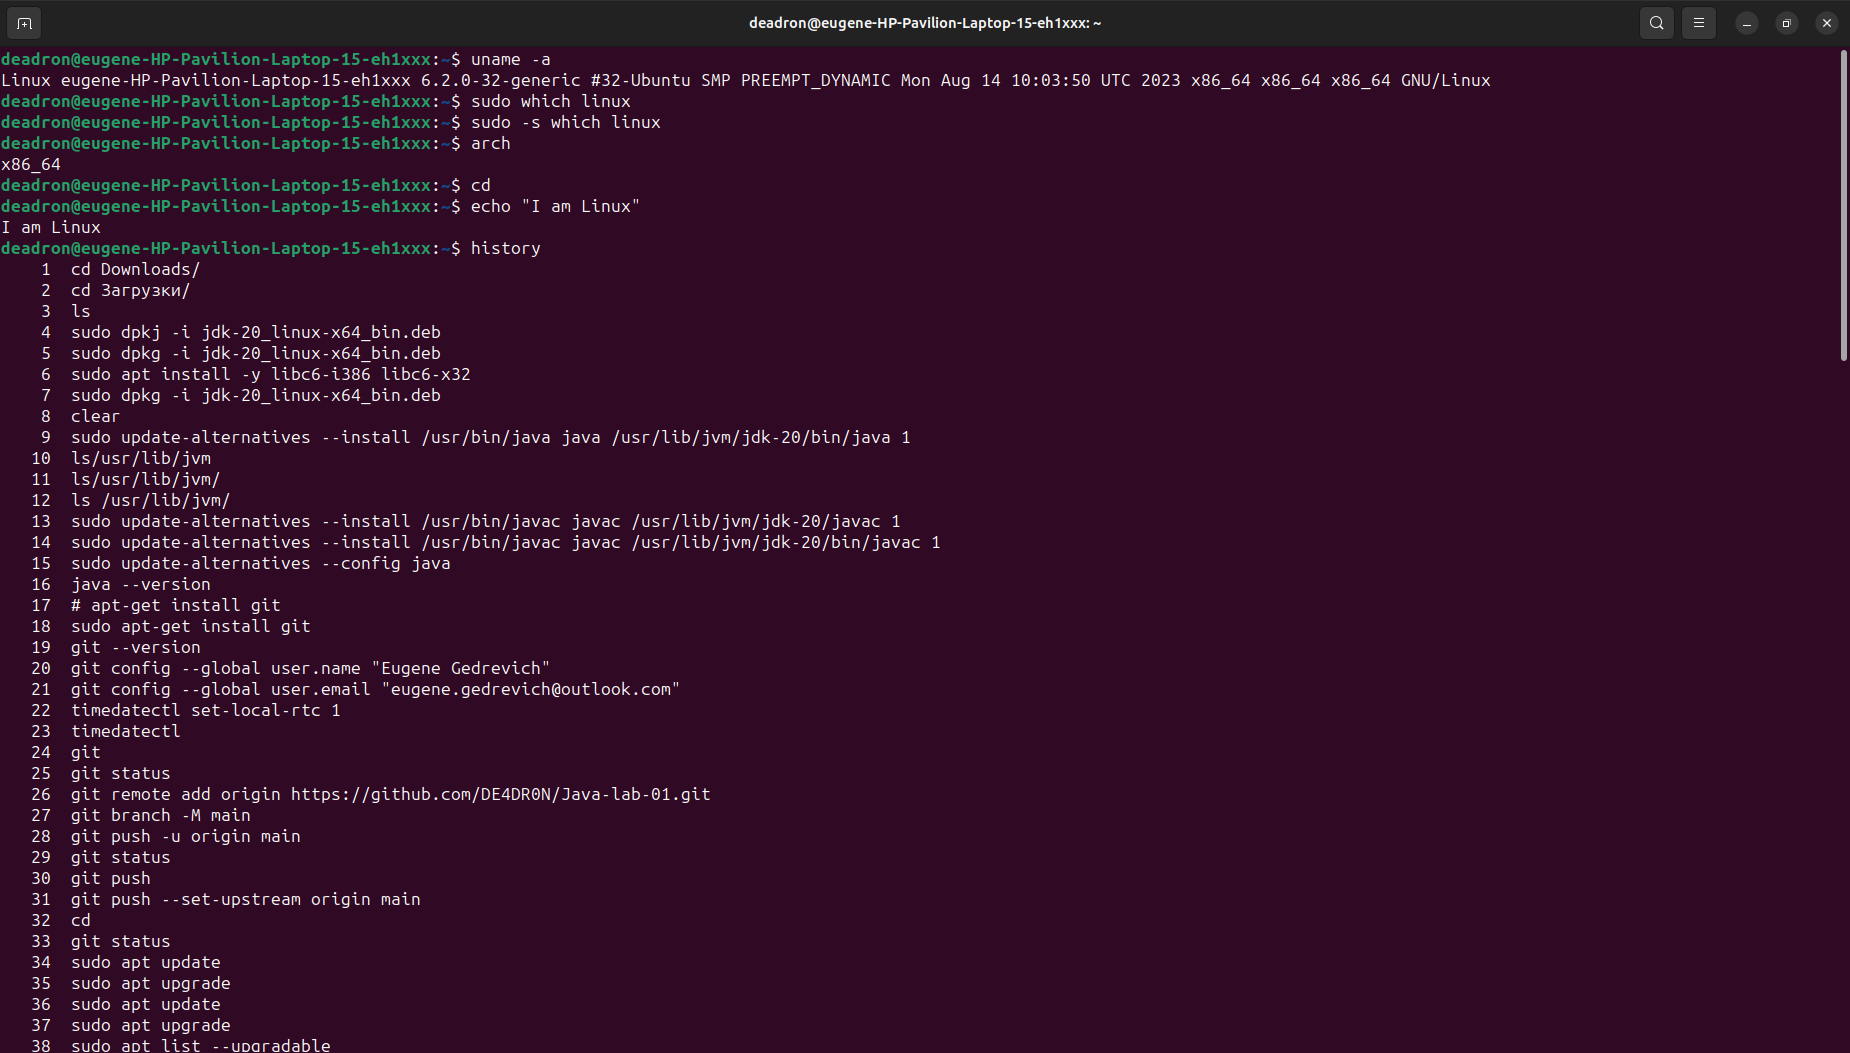 deadron@eugene-HP-Pavilion-Laptop-15-eh1xxx: ~
deadron@eugene-HP-Pavilion-Laptop-15-eh1xxx:~$ uname -a
Linux eugene-HP-Pavilion-Laptop-15-eh1xxx 6.2.0-32-generic #32-Ubuntu SMP PREEMPT_DYNAMIC Mon Aug 14 10:03:50 UTC 2023 x86_64 x86_64 x86_64 GNU/Linux
deadron@eugene-HP-Pavilion-Laptop-15-eh1xxx:~$ sudo which linux
deadron@eugene-HP-Pavilion-Laptop-15-eh1xxx:~$ sudo -s which linux
deadron@eugene-HP-Pavilion-Laptop-15-eh1xxx:~$ arch
x86_64
deadron@eugene-HP-Pavilion-Laptop-15-eh1xxx:~$ cd
deadron@eugene-HP-Pavilion-Laptop-15-eh1xxx:~$ echo "I am Linux"
I am Linux
deadron@eugene-HP-Pavilion-Laptop-15-eh1xxx:~$ history
1 cd Downloads/
2 cd Загрузки/
3 ls
4 sudo dpkj -i jdk-20_linux-x64_bin.deb
5 sudo dpkg -i jdk-20_linux-x64_bin.deb
6 sudo apt install -y libc6-i386 libc6-x32
7 sudo dpkg -i jdk-20_linux-x64_bin.deb
8 clear
9 sudo update-alternatives --install /usr/bin/java java /usr/lib/jvm/jdk-20/bin/java 1
10 ls/usr/lib/jvm
11 ls/usr/lib/jvm/
12 ls /usr/lib/jvm/
13 sudo update-alternatives --install /usr/bin/javac javac /usr/lib/jvm/jdk-20/javac 1
14 sudo update-alternatives --install /usr/bin/javac javac /usr/lib/jvm/jdk-20/bin/javac 1
15 sudo update-alternatives --config java
16 java --version
17 # apt-get install git
18 sudo apt-get install git
19 git --version
20 git config --global user.name "Eugene Gedrevich"
21 git config --global user.email "eugene.gedrevich@outlook.com"
22 timedatectl set-local-rtc 1
23 timedatectl
24 git
25 git status
26 git remote add origin https://github.com/DE4DR0N/Java-lab-01.git
27 git branch -M main
28 git push -u origin main
29 git status
30 git push
31 git push --set-upstream origin main
32 cd
33 git status
34 sudo apt update
35 sudo apt upgrade
36 sudo apt update
37 sudo apt upgrade
38 sudo apt list --upgradable